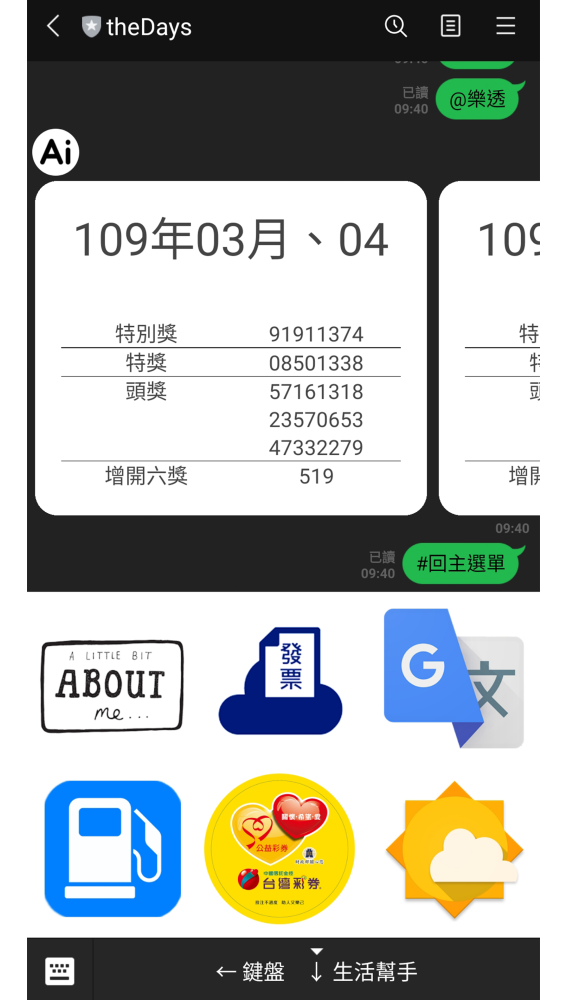 theDays
已讀
09:40
@樂透
Ai
109年03月、04
特別獎 91911374
特獎 08501338
頭獎 57161318
23570653
47332279
增開六獎 519
109
特
特
頭
增開
09:40
已讀
09:40
#回主選單
A LITTLE BIT
ABOUT
me...
發票
G 文
公益彩券
台灣彩券
←鍵盤 ↓生活幫手